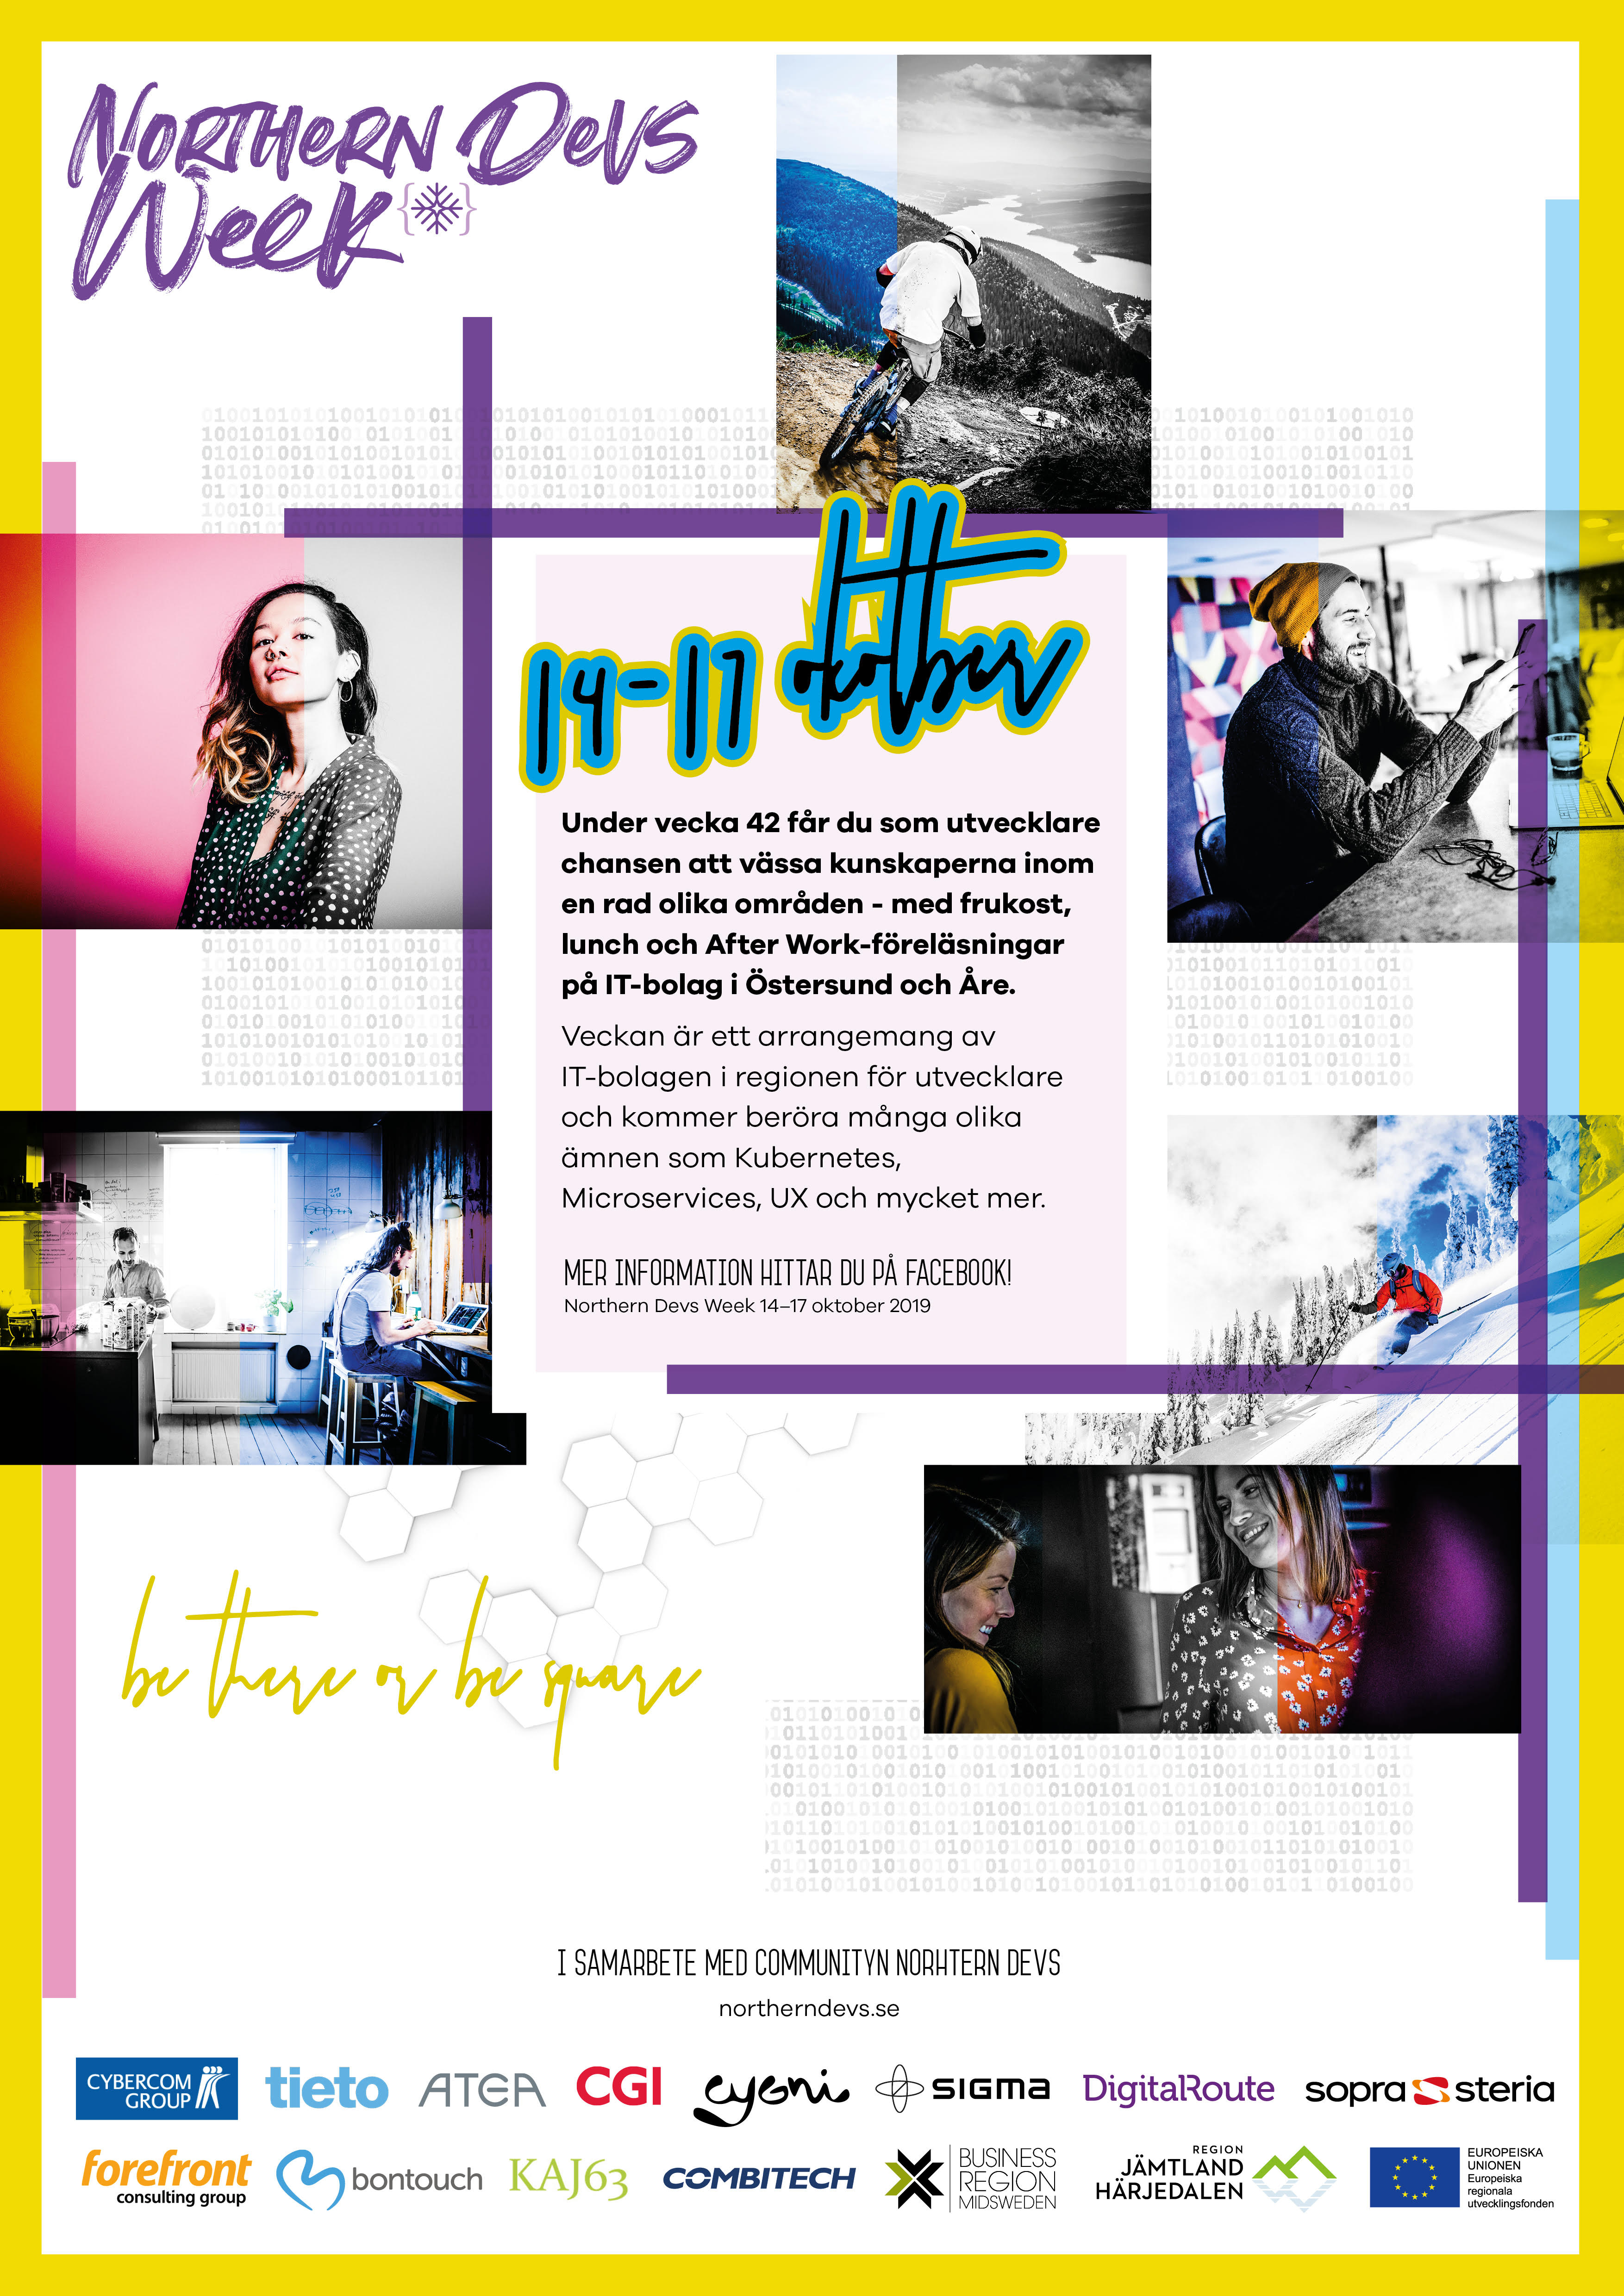 Northern Devs
Week {*}
14-17 oktober
Under vecka 42 får du som utvecklare
chansen att vässa kunskaperna inom
en rad olika områden - med frukost,
lunch och After Work-föreläsningar
på IT-bolag i Östersund och Åre.
Veckan är ett arrangemang av
IT-bolagen i regionen för utvecklare
och kommer beröra många olika
ämnen som Kubernetes,
Microservices, UX och mycket mer.
MER INFORMATION HITTAR DU PÅ FACEBOOK!
Northern Devs Week 14–17 oktober 2019
be there or be square
I SAMARBETE MED COMMUNITYN NORHTERN DEVS
northerndevs.se
CYBERCOM
GROUP
tieto
ATEA
CGI
cygni
SIGMA
DigitalRoute
sopra steria
forefront
consulting group
bontouch
KAJ63
COMBITECH
BUSINESS
REGION
MIDSWEDEN
REGION
JÄMTLAND
HÄRJEDALEN
EUROPEISKA
UNIONEN
Europeiska
regionala
utvecklingsfonden